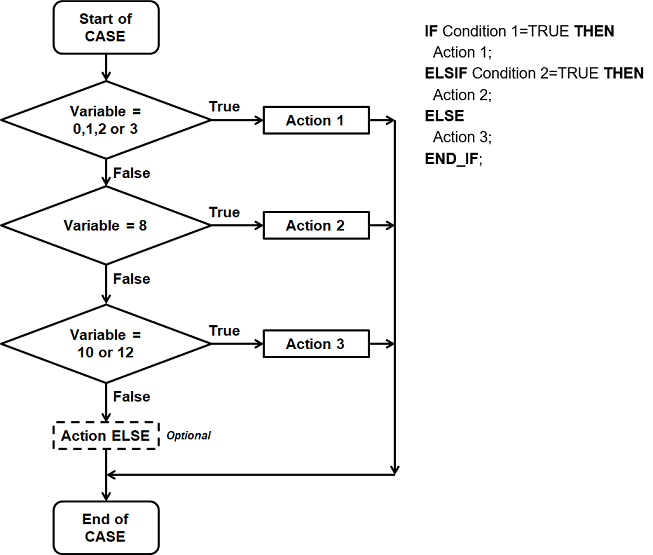 Start of
CASE
Variable =
0,1,2 or 3
True
Action 1
False
Variable = 8
True
Action 2
False
Variable =
10 or 12
True
Action 3
False
Action ELSE
Optional
End of
CASE
IF Condition 1=TRUE THEN
Action 1;
ELSIF Condition 2=TRUE THEN
Action 2;
ELSE
Action 3;
END_IF;